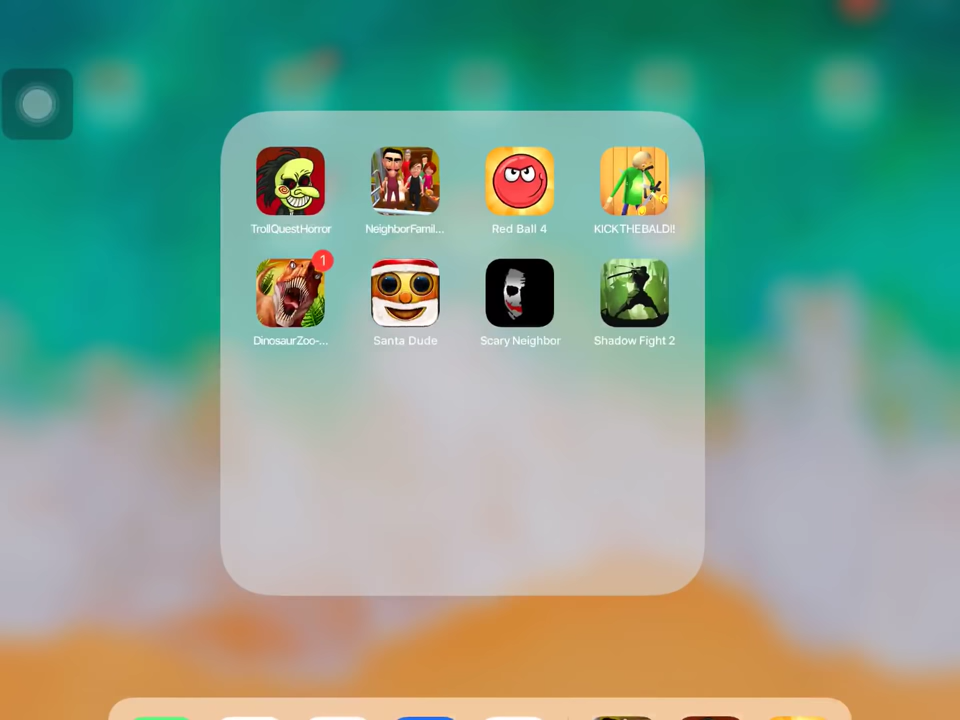 TrollQuestHorror
NeighborFamil...
Red Ball 4
KICKTHEBALDI!
1
DinosaurZoo-...
Santa Dude
Scary Neighbor
Shadow Fight 2